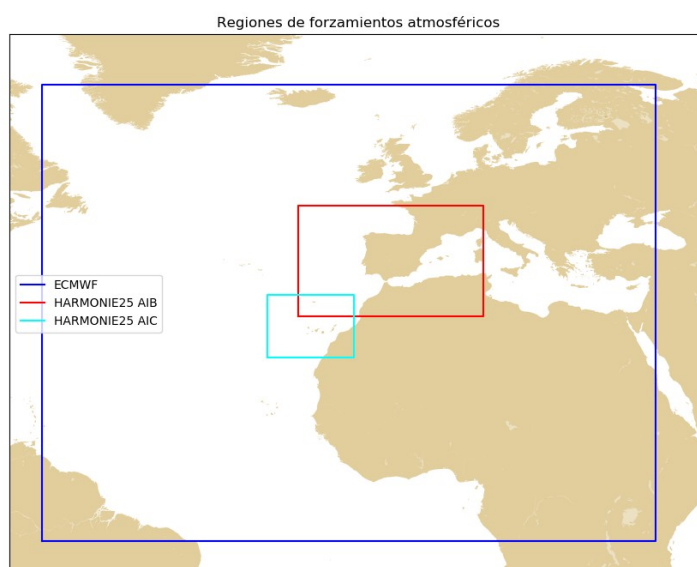 Regiones de forzamientos atmosféricos
ECMWF
HARMONIE25 AIB
HARMONIE25 AIC